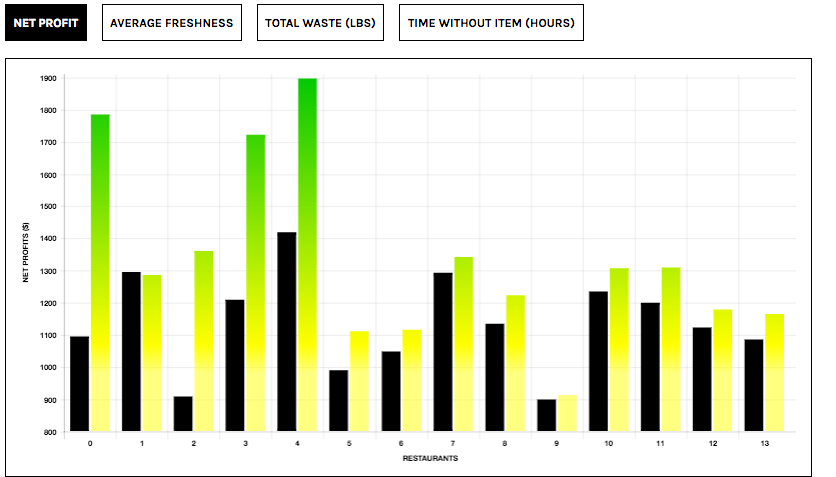 NET PROFIT
AVERAGE FRESHNESS
TOTAL WASTE (LBS)
TIME WITHOUT ITEM (HOURS)
1900
1800
1700
1600
1500
1400
1300
1200
1100
1000
900
800
NET PROFITS ($)
0 1 2 3 4 5 6 7 8 9 10 11 12 13
RESTAURANTS